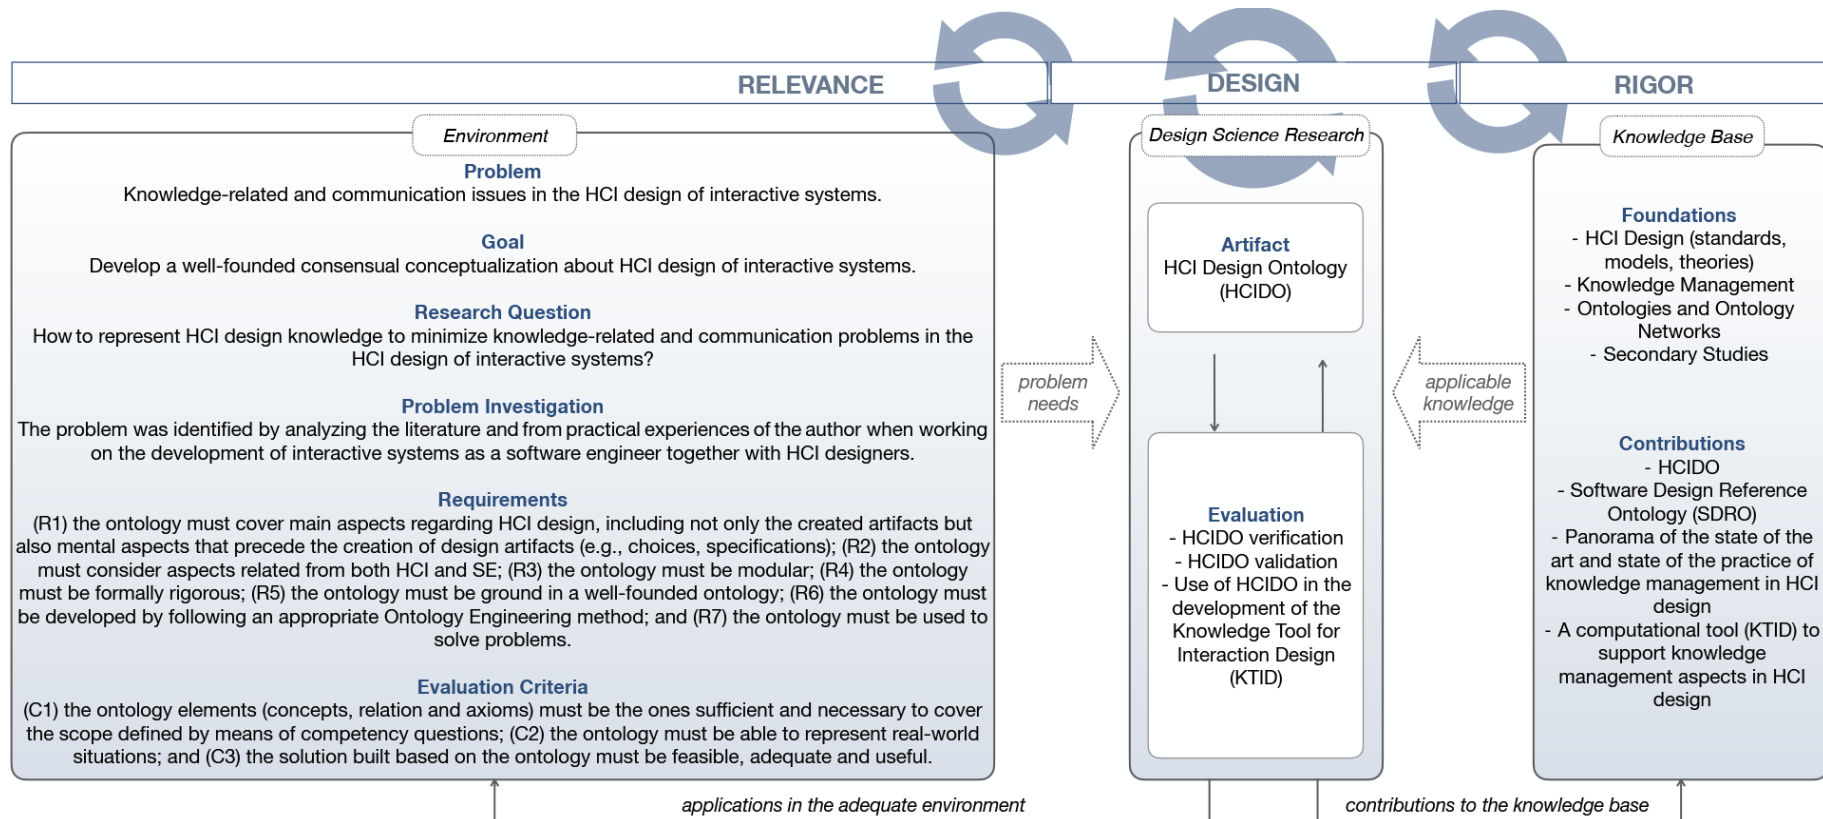 RELEVANCE
DESIGN
RIGOR
Environment
Problem
Knowledge-related and communication issues in the HCI design of interactive systems.
Goal
Develop a well-founded consensual conceptualization about HCI design of interactive systems.
Research Question
How to represent HCI design knowledge to minimize knowledge-related and communication problems in the
HCI design of interactive systems?
Problem Investigation
The problem was identified by analyzing the literature and from practical experiences of the author when working
on the development of interactive systems as a software engineer together with HCI designers.
Requirements
(R1) the ontology must cover main aspects regarding HCI design, including not only the created artifacts but
also mental aspects that precede the creation of design artifacts (e.g., choices, specifications); (R2) the ontology
must consider aspects related from both HCI and SE; (R3) the ontology must be modular; (R4) the ontology
must be formally rigorous; (R5) the ontology must be ground in a well-founded ontology; (R6) the ontology must
be developed by following an appropriate Ontology Engineering method; and (R7) the ontology must be used to
solve problems.
Evaluation Criteria
(C1) the ontology elements (concepts, relation and axioms) must be the ones sufficient and necessary to cover
the scope defined by means of competency questions; (C2) the ontology must be able to represent real-world
situations; and (C3) the solution built based on the ontology must be feasible, adequate and useful.
problem
needs
Design Science Research
Artifact
HCI Design Ontology
(HCIDO)
Evaluation
- HCIDO verification
- HCIDO validation
- Use of HCIDO in the
development of the
Knowledge Tool for
Interaction Design
(KTID)
applicable
knowledge
Knowledge Base
Foundations
- HCI Design (standards,
models, theories)
- Knowledge Management
- Ontologies and Ontology
Networks
- Secondary Studies
Contributions
- HCIDO
- Software Design Reference
Ontology (SDRO)
- Panorama of the state of the
art and state of the practice of
knowledge management in HCI
design
- A computational tool (KTID) to
support knowledge
management aspects in HCI
design
applications in the adequate environment
contributions to the knowledge base